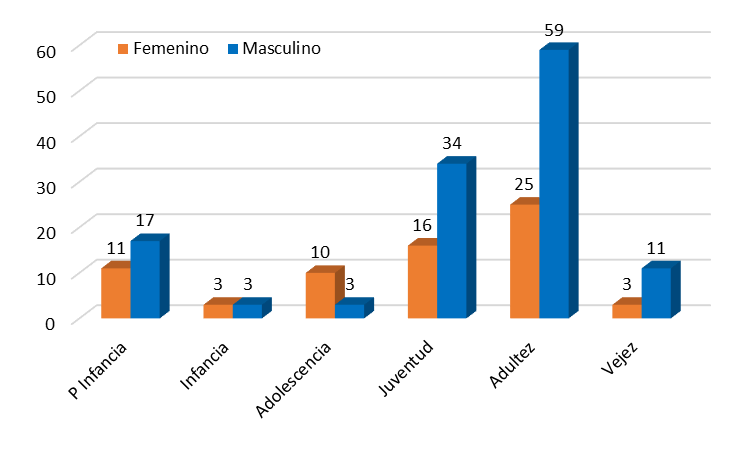 Femenino Masculino
60
50
40
30
20
10
0
11 17
3 3
10 3
16 34
25 59
3 11
P Infancia
Infancia
Adolescencia
Juventud
Adultez
Vejez